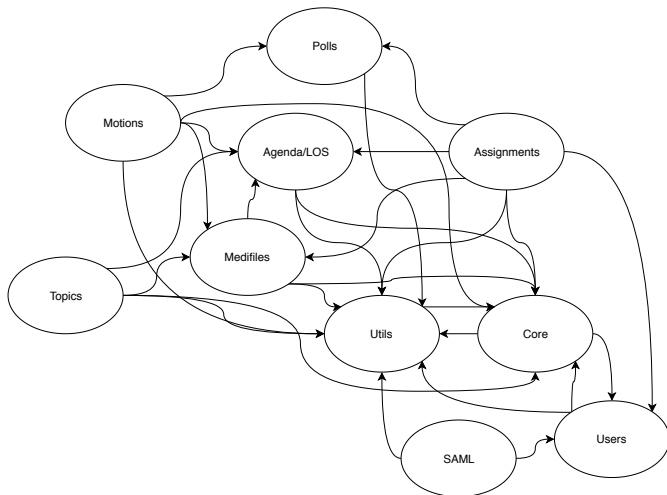 Polls
Motions
Agenda/LOS
Assignments
Medifiles
Topics
Utils
Core
Users
SAML